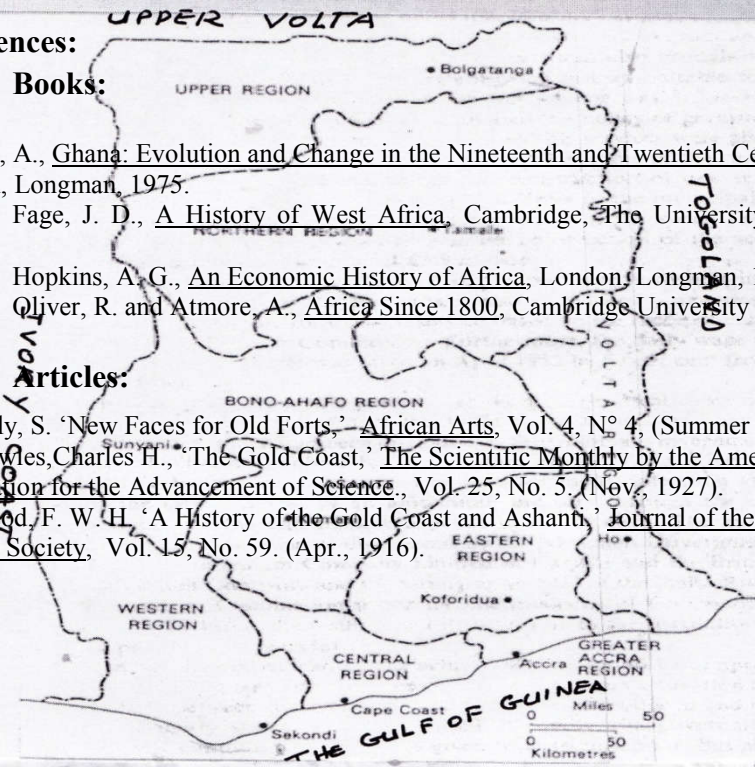 UPPER VOLTA
ences:
Books:
UPPER REGION
Bolgatanga
, A., Ghana: Evolution and Change in the Nineteenth and Twentieth Ce
, Longman, 1975.
Fage, J. D., A History of West Africa, Cambridge, The University
NORTHERN REGION
Tamale
TOGOLAND
Hopkins, A. G., An Economic History of Africa, London, Longman,
Oliver, R. and Atmore, A., Africa Since 1800, Cambridge University
IVORY COAST
Articles:
BONO-AHAFO REGION
ly, S. ‘New Faces for Old Forts,’ African Arts, Vol. 4, N° 4, (Summer
Sunyani
wles,Charles H., ‘The Gold Coast,’ The Scientific Monthly by the Ame
tion for the Advancement of Science., Vol. 25, No. 5. (Nov., 1927).
ASANTE
od, F. W. H. ‘A History of the Gold Coast and Ashanti,’ Journal of the
Society, Vol. 15, No. 59. (Apr., 1916).
EASTERN
REGION
Ho
Koforidua
WESTERN
REGION
CENTRAL
REGION
Accra
GREATER
ACCRA
REGION
Cape Coast
Sekondi
THE GULF OF GUINEA
0 Miles 50
0 50
Kilometres